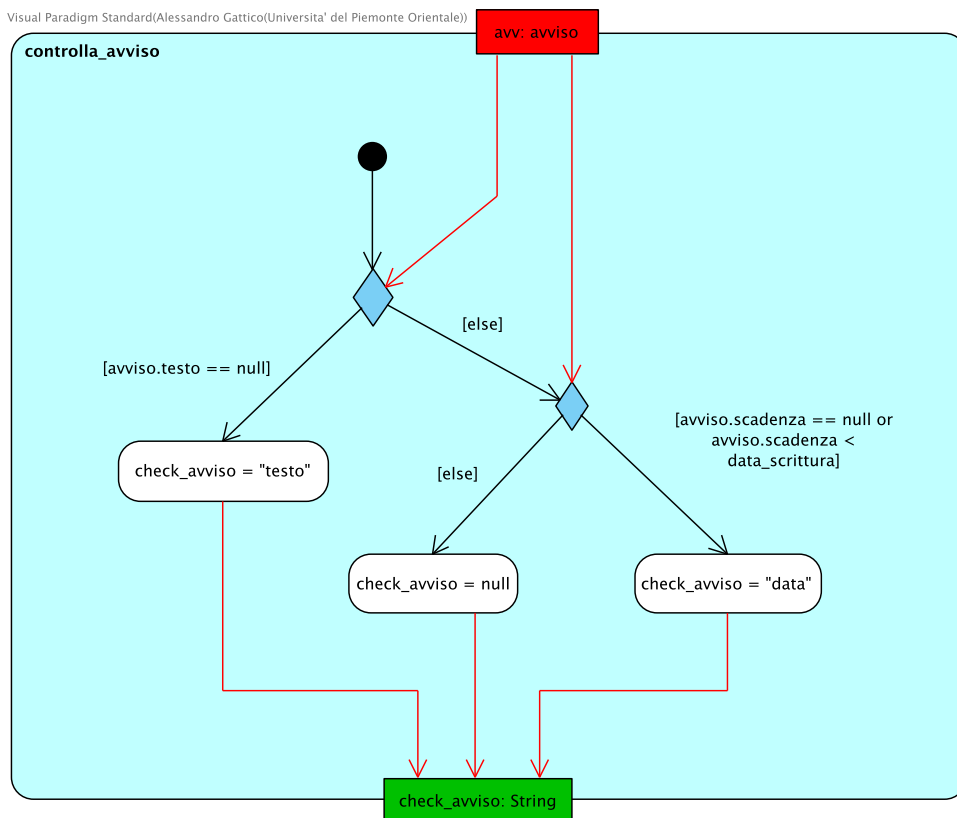 Visual Paradigm Standard(Alessandro Gattico(Universita' del Piemonte Orientale))
avv: avviso
controlla_avviso
[else]
[avviso.testo == null]
[avviso.scadenza == null or
avviso.scadenza <
data_scrittura]
check_avviso = "testo"
[else]
check_avviso = null
check_avviso = "data"
check_avviso: String